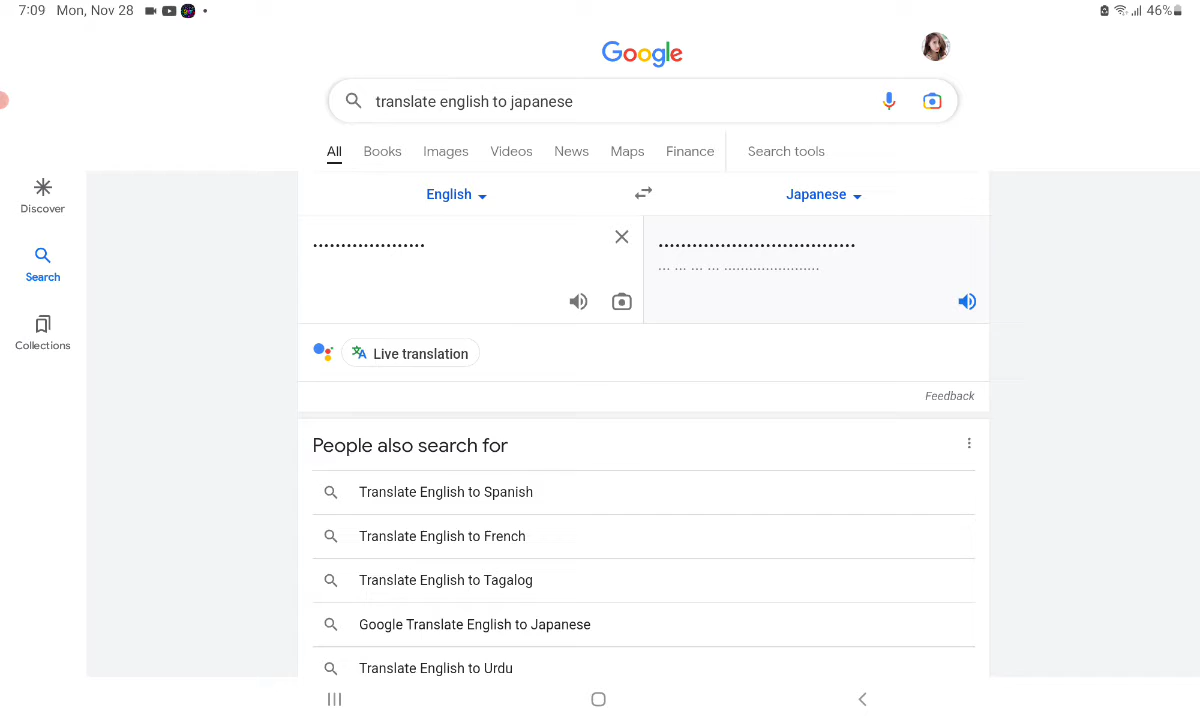 7:09 Mon, Nov 28 46%
Google
translate english to japanese
All Books Images Videos News Maps Finance Search tools
English Japanese
.................... ...................................
... ... ... ... .......................
Discover
Search
Collections
Live translation
Feedback
People also search for
Translate English to Spanish
Translate English to French
Translate English to Tagalog
Google Translate English to Japanese
Translate English to Urdu